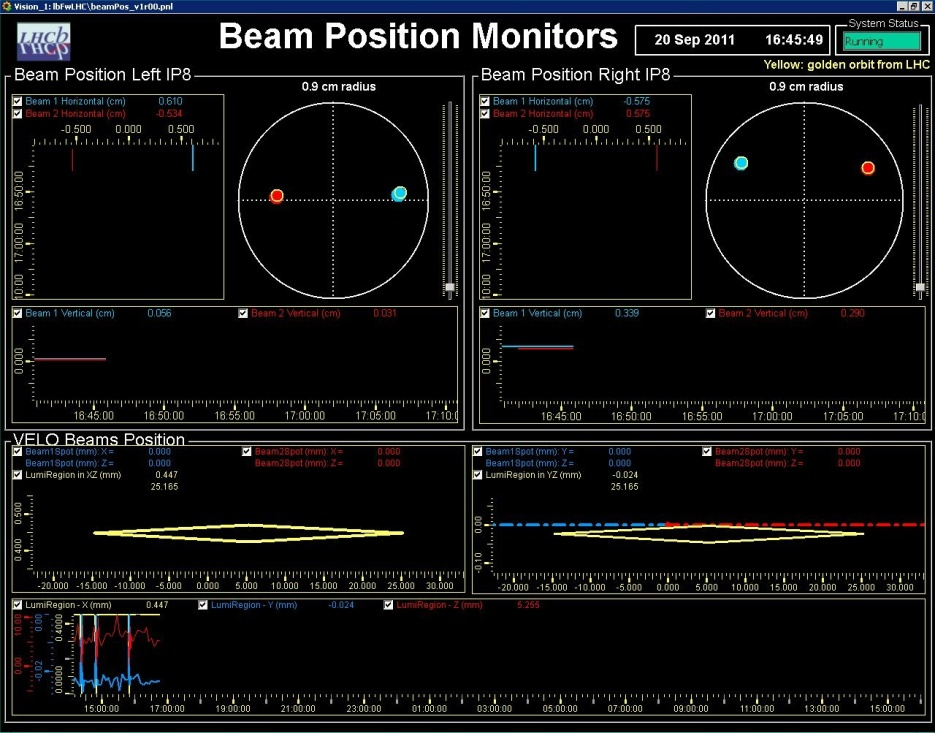 Vision_1: lbFwLHC\beamPos_v1r00.pnl
LHCb
Beam Position Monitors
20 Sep 2011 16:45:49
System Status
Running
Yellow: golden orbit from LHC
Beam Position Left IP8
0.9 cm radius
Beam 1 Horizontal (cm) 0.610
Beam 2 Horizontal (cm) -0.534
-0.500 0.000 0.500
16:50:00
17:00:00
10:00
Beam 1 Vertical (cm) 0.056 Beam 2 Vertical (cm) 0.031
0.000
16:45:00 16:50:00 16:55:00 17:00:00 17:05:00 17:10:0
Beam Position Right IP8
0.9 cm radius
Beam 1 Horizontal (cm) -0.575
Beam 2 Horizontal (cm) 0.575
-0.500 0.000 0.500
16:50:00
17:00:00
10:00
Beam 1 Vertical (cm) 0.339 Beam 2 Vertical (cm) 0.290
0.000
16:45:00 16:50:00 16:55:00 17:00:00 17:05:00 17:10:0
VELO Beams Position
Beam1Spot (mm): X = 0.000 Beam2Spot (mm): X = 0.000
Beam1Spot (mm): Z = 0.000 Beam2Spot (mm): Z = 0.000
LumiRegion in XZ (mm) 0.447
25.165
0.500
0.400
-20.000 -15.000 -10.000 -5.000 0.000 5.000 10.000 15.000 20.000 25.000 30.000
Beam1Spot (mm): Y = 0.000 Beam2Spot (mm): Y = 0.000
Beam1Spot (mm): Z = 0.000 Beam2Spot (mm): Z = 0.000
LumiRegion in YZ (mm) -0.024
25.165
0.00
-0.10
-20.000 -15.000 -10.000 -5.000 0.000 5.000 10.000 15.000 20.000 25.000 30.000
LumiRegion - X (mm) 0.447 LumiRegion - Y (mm) -0.024 LumiRegion - Z (mm) 5.255
10.00 0.00 0.4000
0.00 -0.02 0.0000
15:00:00 17:00:00 19:00:00 21:00:00 23:00:00 01:00:00 03:00:00 05:00:00 07:00:00 09:00:00 11:00:00 13:00:00 15:00:00